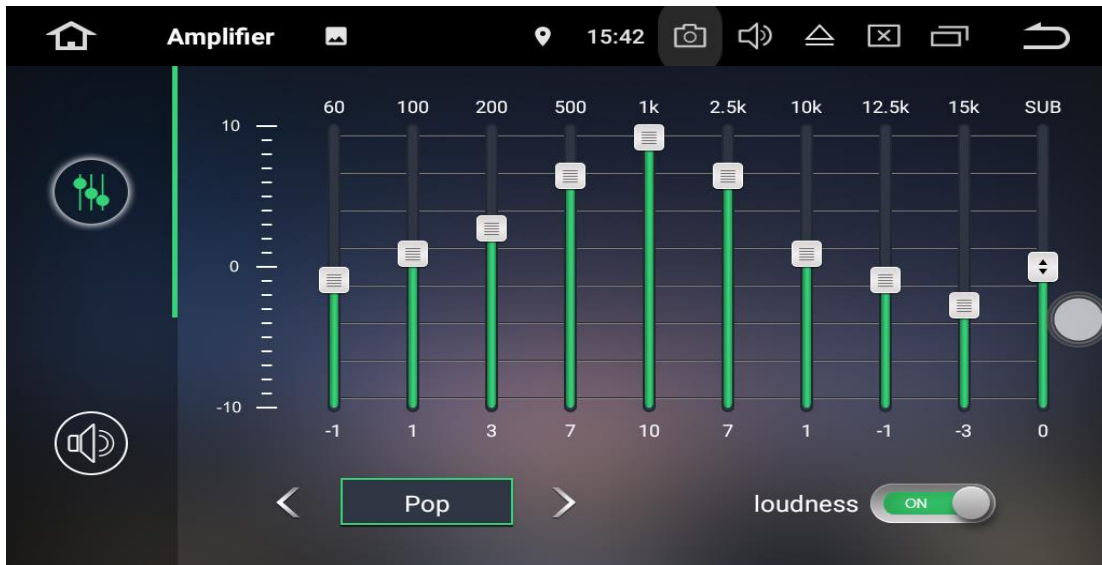 Amplifier 15:42
60 100 200 500 1k 2.5k 10k 12.5k 15k SUB
10
0
-10
-1 1 3 7 10 7 1 -1 -3 0
Pop loudness ON